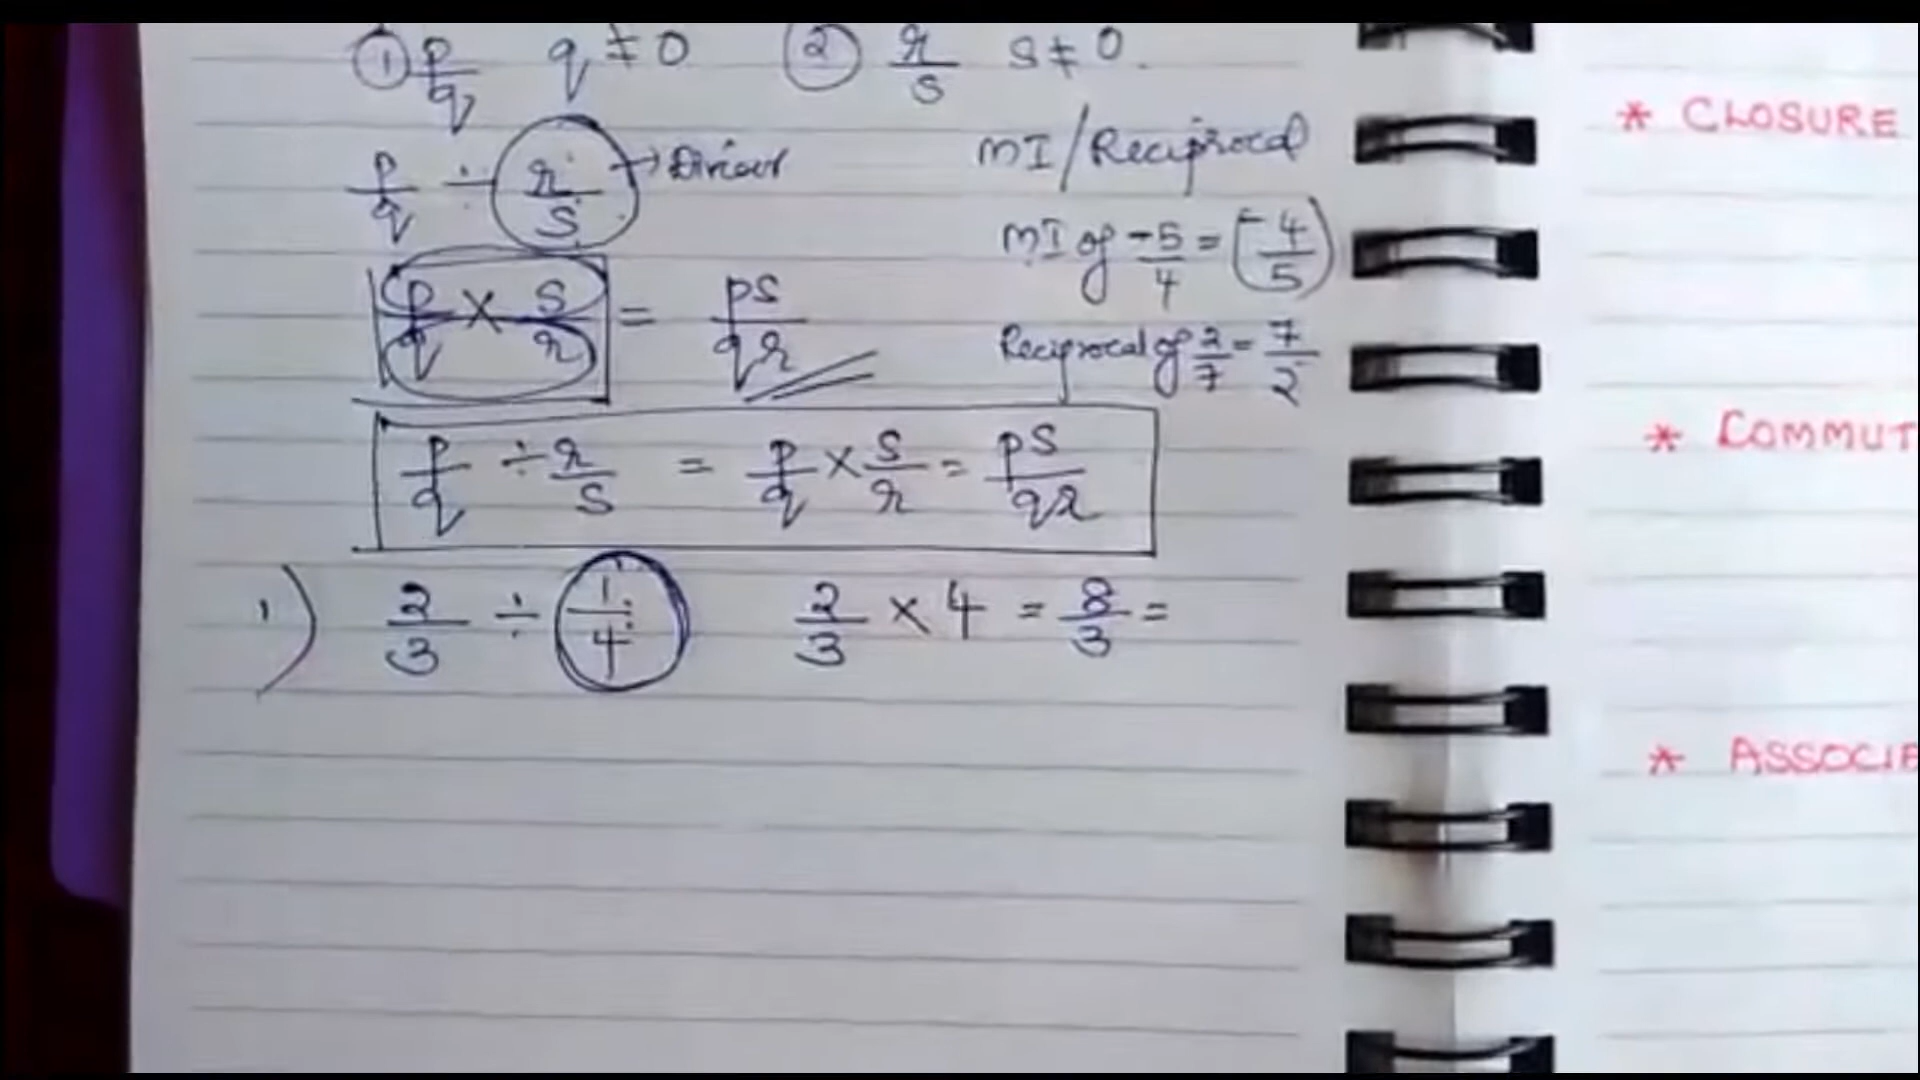 ① p/q q ≠ 0 ② r/s s ≠ 0.
p/q ÷ r/s → Divisor
MI / Reciprocal
MI of -5/4 = (-4/5)
p/q × s/r = ps/qr
Reciprocal of 2/7 = 7/2
p/q ÷ r/s = p/q × s/r = ps/qr
1) 2/3 ÷ 1/4 2/3 × 4 = 8/3 =
* CLOSURE
* COMMUT
* ASSOCIA